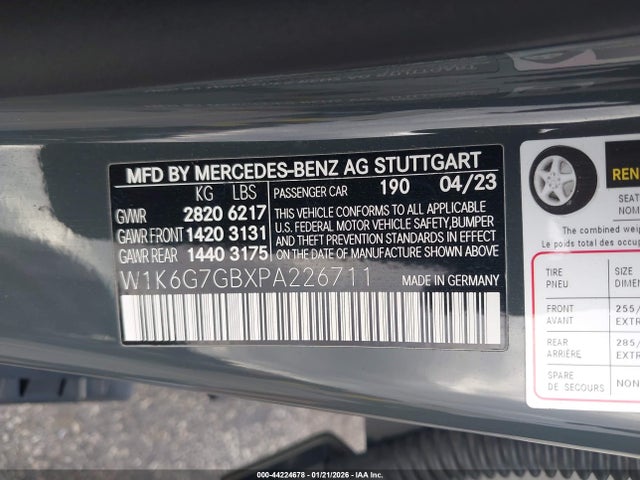 MFD BY MERCEDES-BENZ AG STUTTGART
KG LBS
GVWR 2820 6217
GAWR FRONT 1420 3131
GAWR REAR 1440 3175
PASSENGER CAR 190 04/23
THIS VEHICLE CONFORMS TO ALL APPLICABLE
U.S. FEDERAL MOTOR VEHICLE SAFETY, BUMPER
AND THEFT PREVENTION STANDARDS IN EFFECT
ON THE DATE OF MANUFACTURE SHOWN ABOVE.
W1K6G7GBXPA226711
MADE IN GERMANY
REN
SEAT
NOM
The combined weig
Le poids total des occ
TIRE SIZE
PNEU. DIMEN
FRONT 255/
AVANT EXTR
REAR 285/
ARRIÈRE EXTR
SPARE NON
DE SECOURS
000-44224678 - 01/21/2026 - IAA Inc.